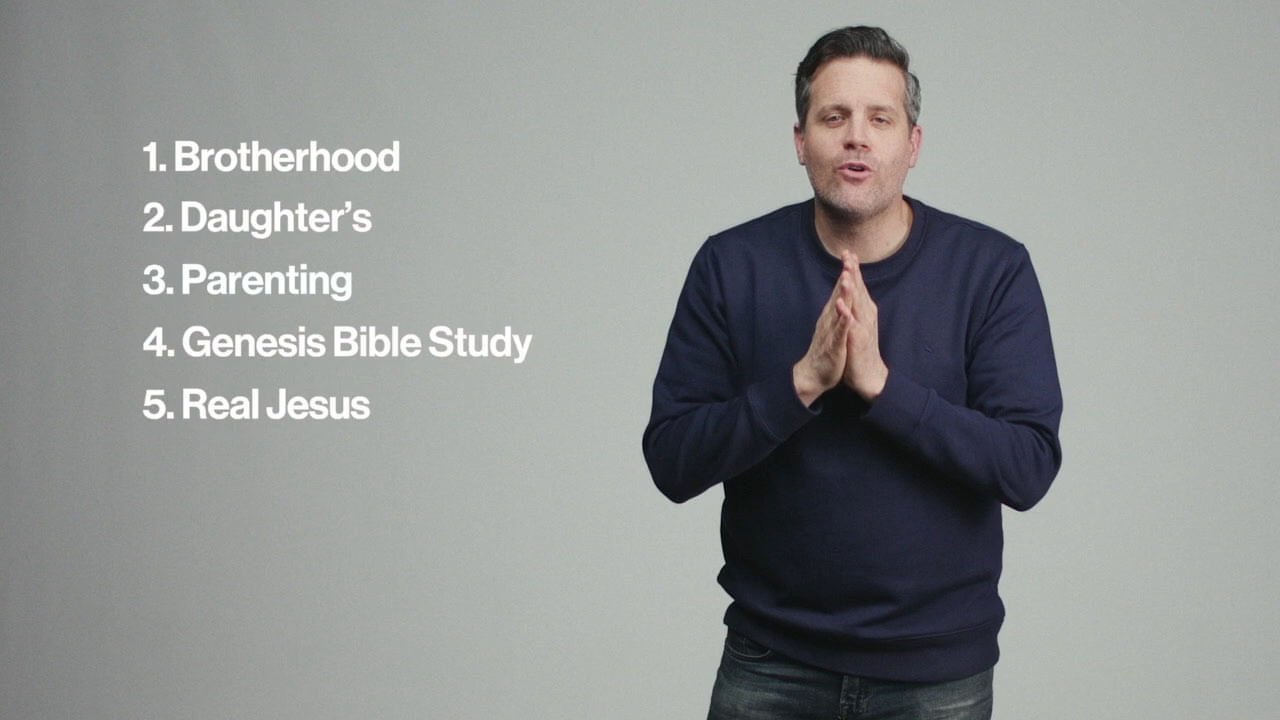 1. Brotherhood
2. Daughter’s
3. Parenting
4. Genesis Bible Study
5. Real Jesus